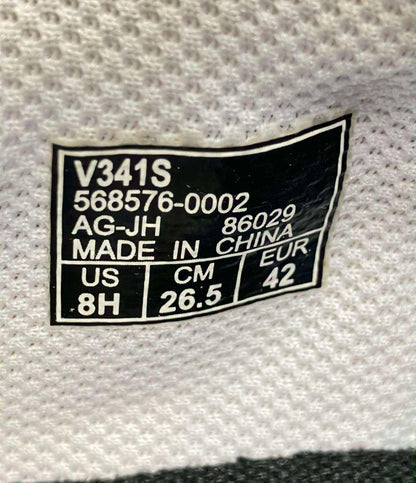 V341S
568576-0002
AG-JH 86029
MADE IN CHINA
US CM EUR
8H 26.5 42